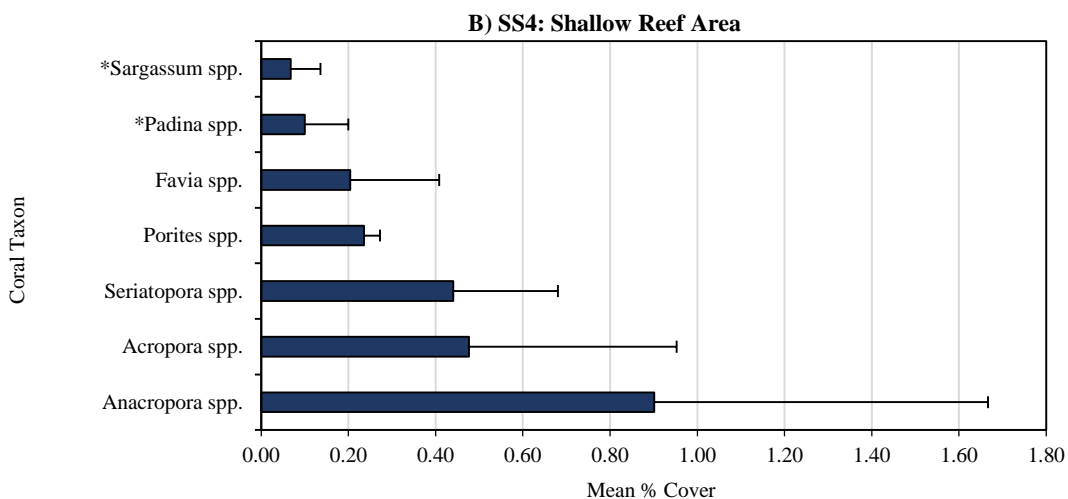 B) SS4: Shallow Reef Area
*Sargassum spp.
*Padina spp.
Favia spp.
Porites spp.
Seriatopora spp.
Acropora spp.
Anacropora spp.
Coral Taxon
0.00 0.20 0.40 0.60 0.80 1.00 1.20 1.40 1.60 1.80
Mean % Cover